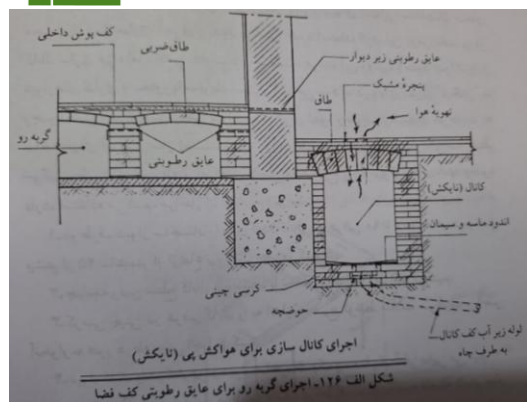 کف پوش داخلی
طاق ضربی
عایق رطوبتی زیر دیوار
پنجرهٔ مشبک
تهویهٔ هوا
طاق
گربه رو
عایق رطوبتی
کانال (نایکش)
اندود ماسه و سیمان
کرسی چینی
حوضچه
لوله زیر آب کف کانال
به طرف چاه
اجرای کانال سازی برای هواکش پی (نایکش)
شکل الف ۱۲۶- اجرای گربه رو برای عایق رطوبتی کف فضا